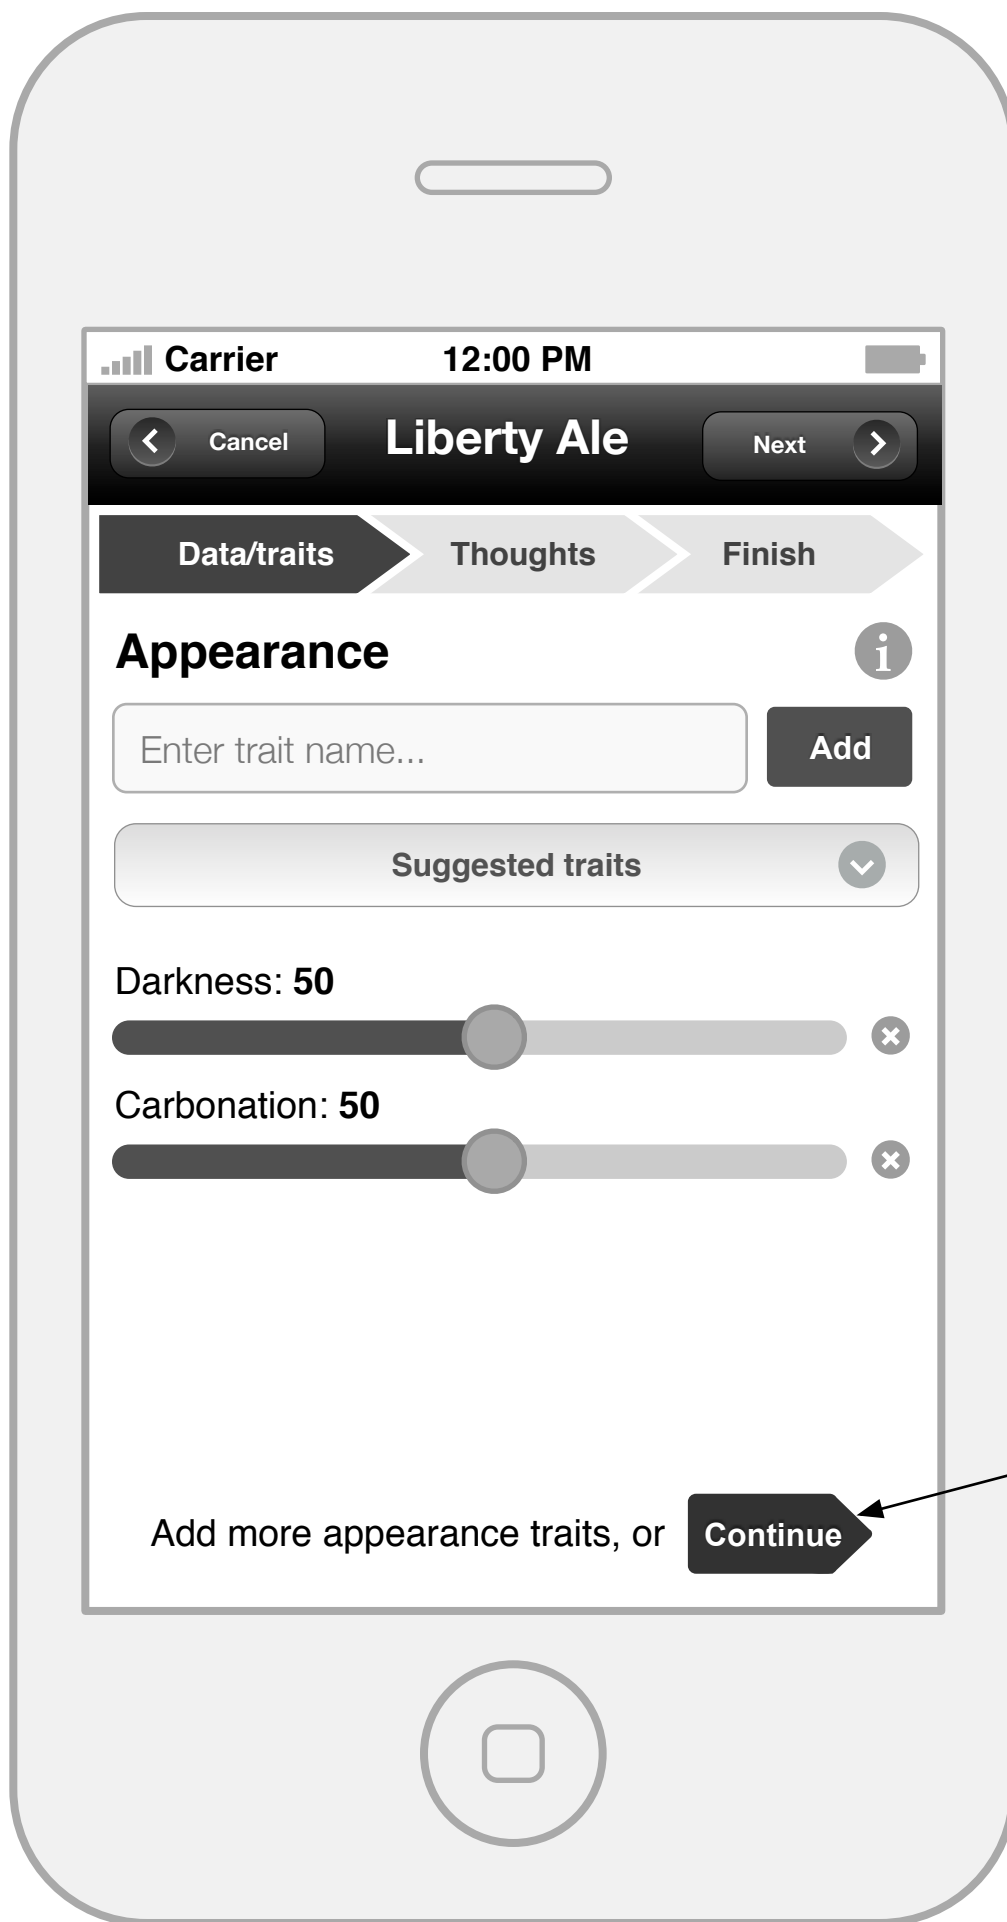 Carrier 12:00 PM
Cancel Liberty Ale Next
Data/traits Thoughts Finish
Appearance i
Enter trait name... Add
Suggested traits
Darkness: 50
Carbonation: 50
Add more appearance traits, or Continue